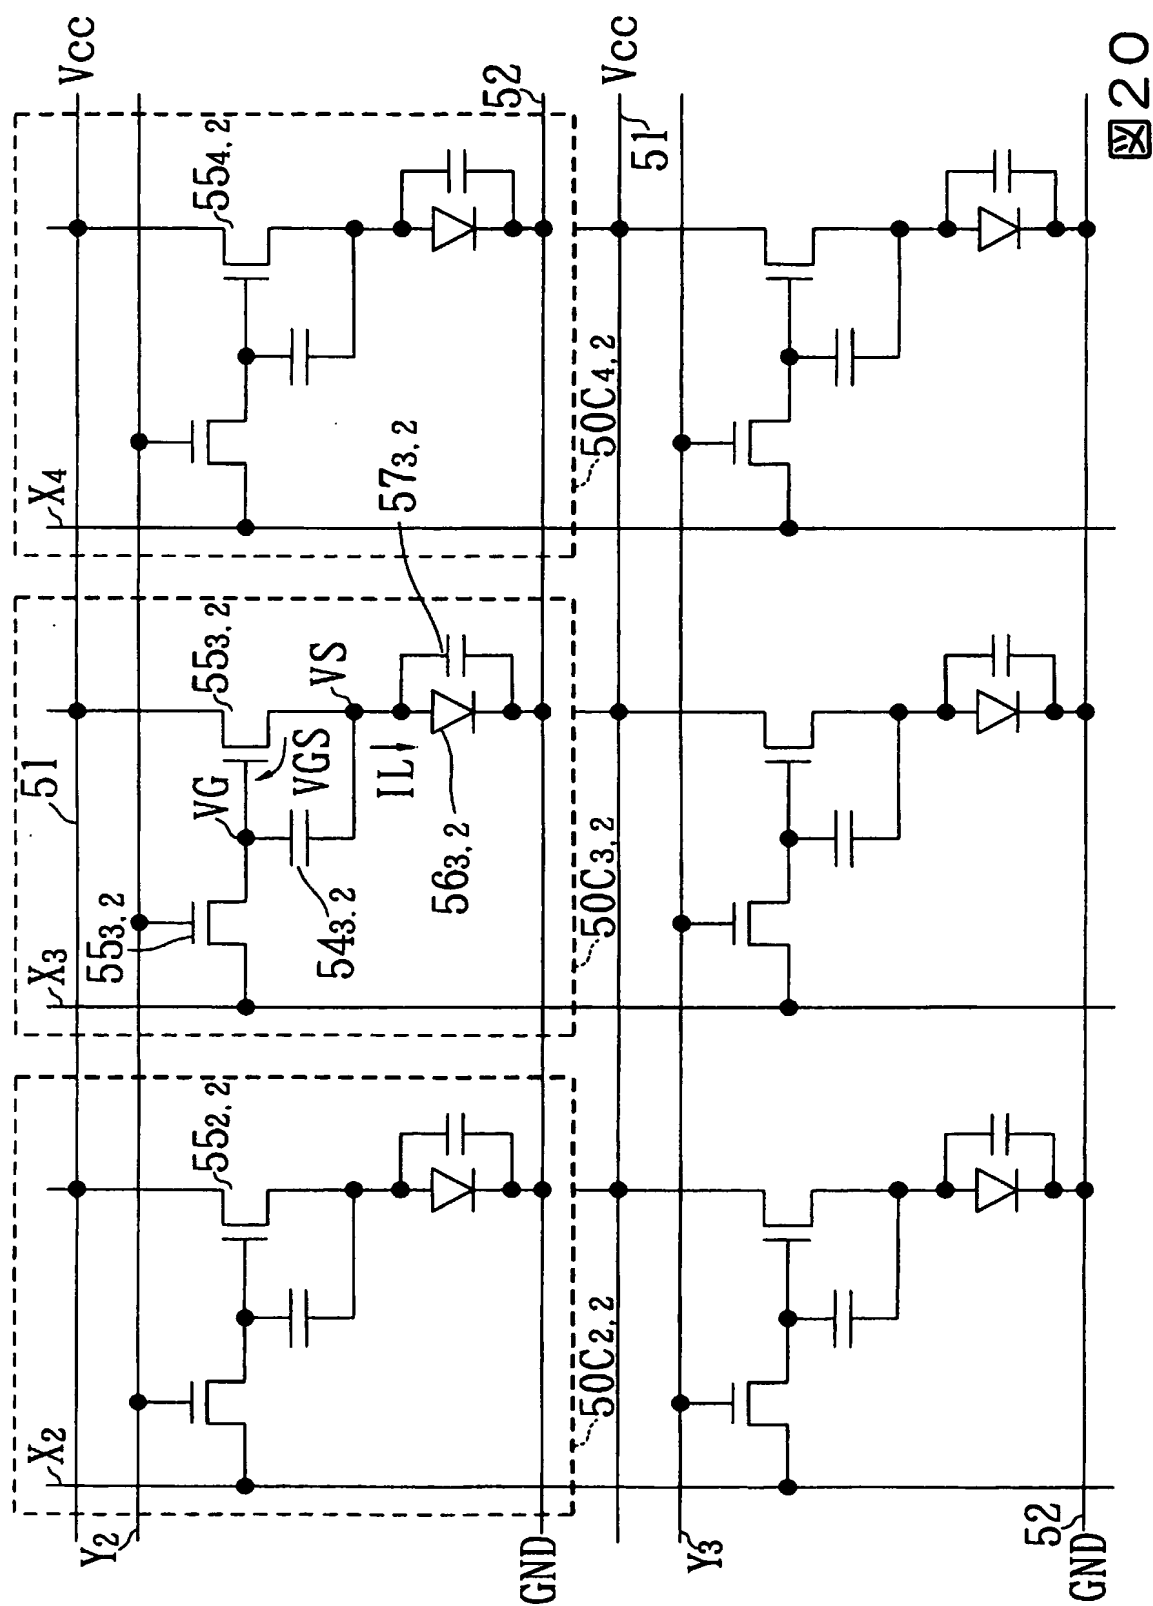 図20
Vcc
51
X4
554,2
52
50C4,2
573,2
X3
553,2
553,2
VG
VGS
VS
IL
543,2
563,2
50C3,2
X2
552,2
Y2
GND
50C2,2
Vcc
51
Y3
52
GND